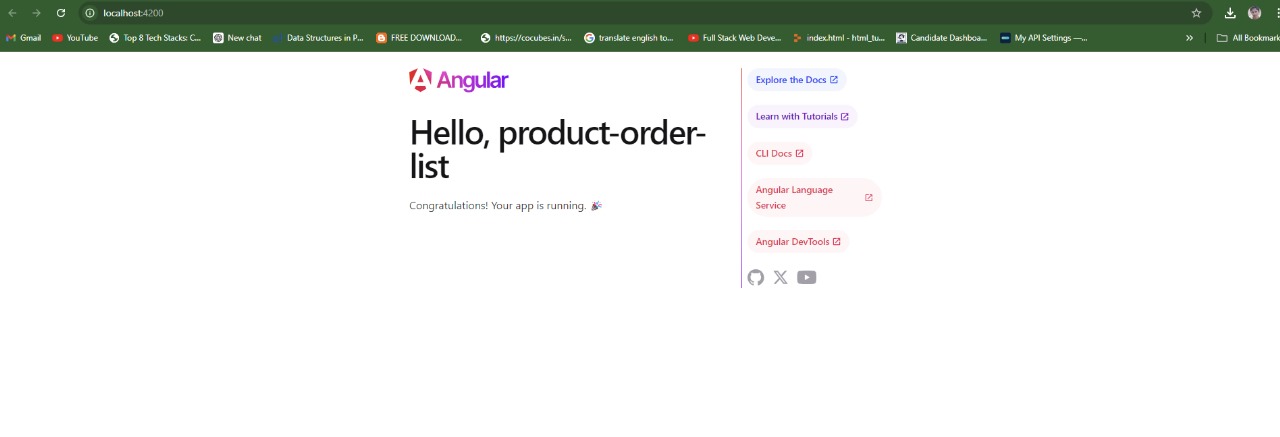 localhost:4200
Gmail
YouTube
Top 8 Tech Stacks: C...
New chat
Data Structures in P...
FREE DOWNLOAD...
https://cocubes.in/s...
translate english to...
Full Stack Web Deve...
index.html - html_tu...
Candidate Dashboa...
My API Settings —...
»
All Bookmark
Angular
Hello, product-order-
list
Congratulations! Your app is running. 🎉
Explore the Docs
Learn with Tutorials
CLI Docs
Angular Language
Service
Angular DevTools